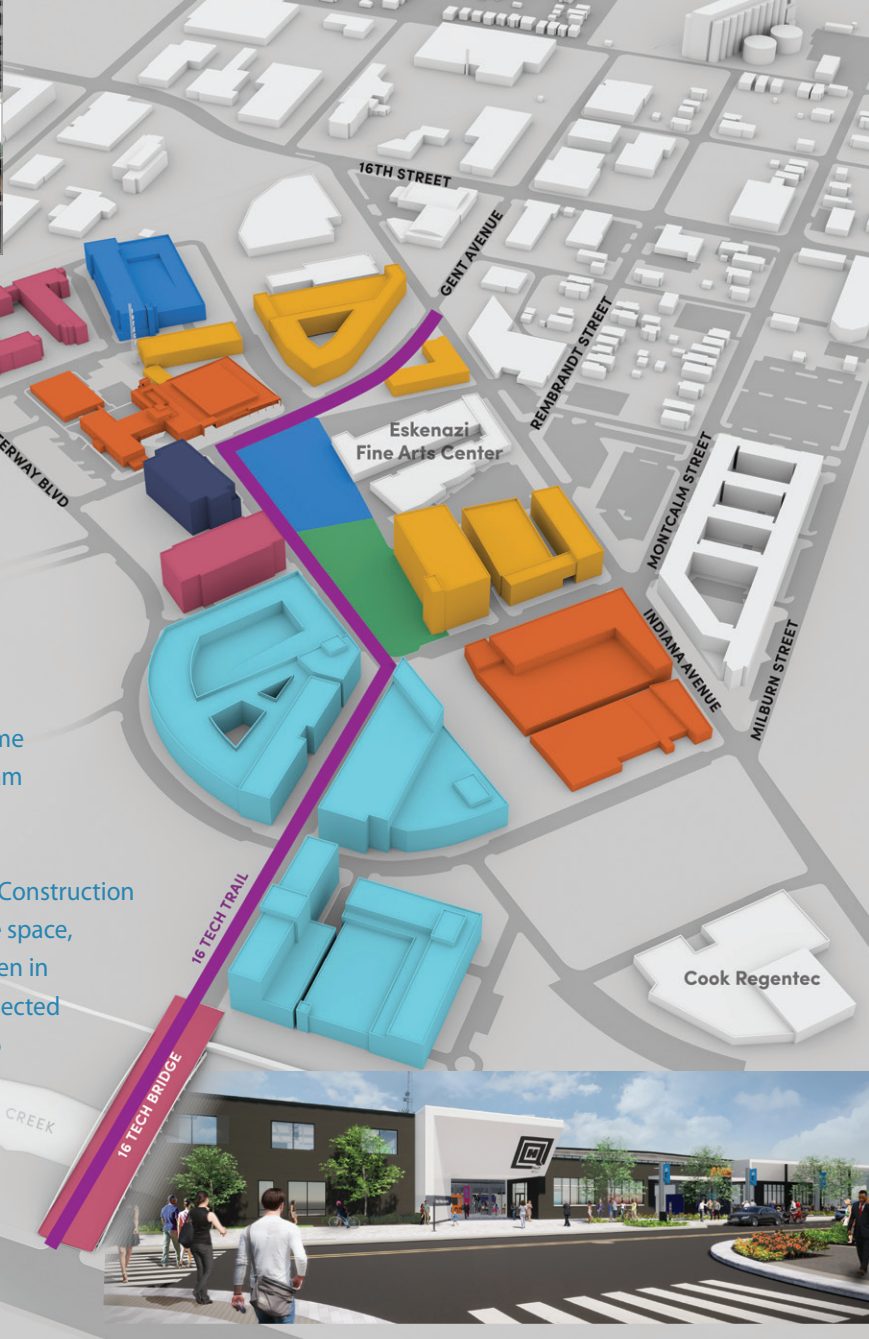 16TH STREET
GENT AVENUE
REMBRANDT STREET
Eskenazi
Fine Arts Center
MONTCALM STREET
ERWAY BLVD
INDIANA AVENUE
MILBURN STREET
me
am
Construction
space,
en in
ected
16 TECH TRAIL
Cook Regentec
CREEK
16 TECH BRIDGE